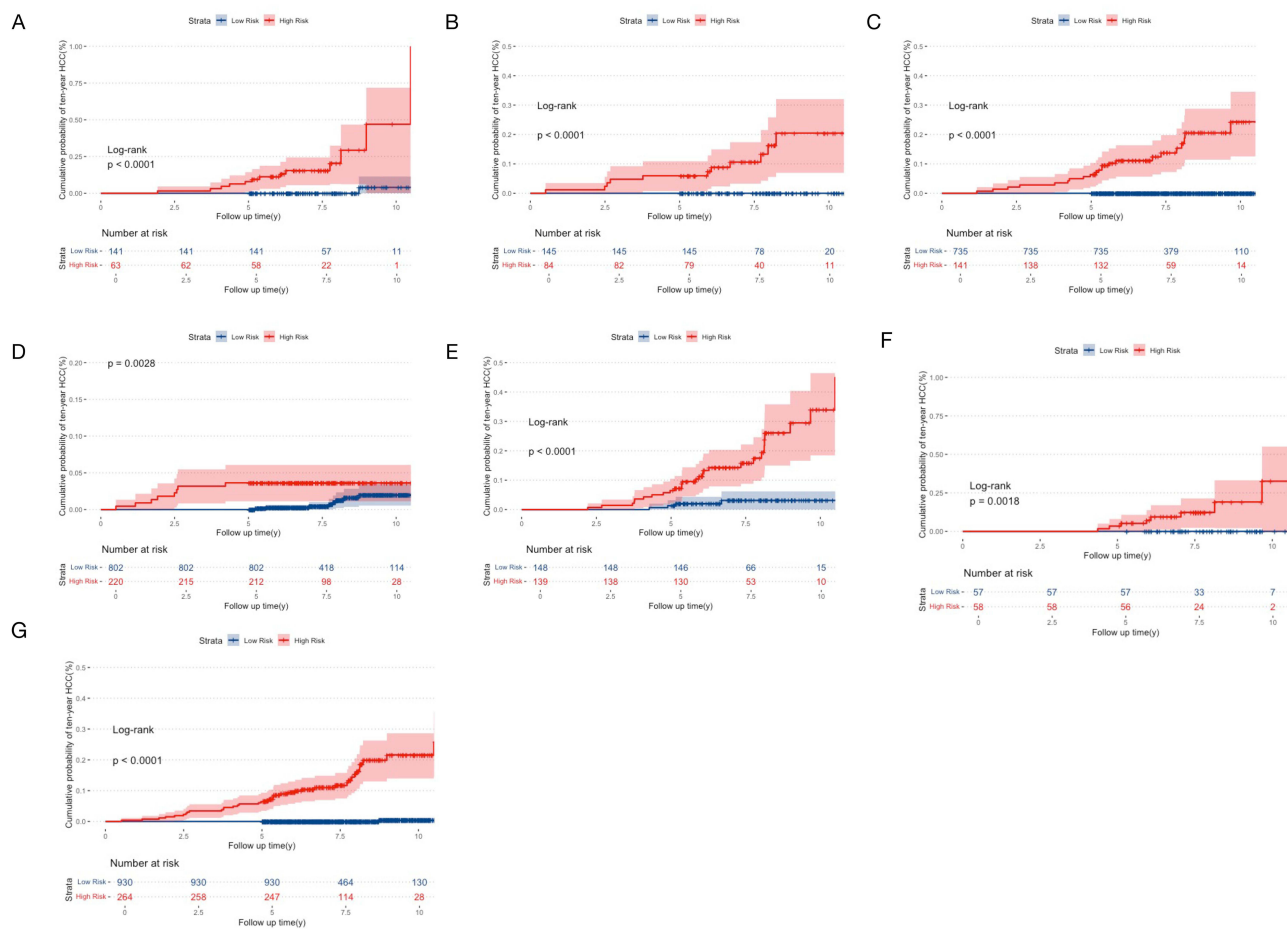 A
Strata Low Risk High Risk
Cumulative probability of ten-year HCC(%)
1.00
0.75
0.50
0.25
0.00
Log-rank
p < 0.0001
0 2.5 5 7.5 10
Follow up time(y)
Number at risk
Strata
Low Risk 141 141 141 57 11
High Risk 63 62 58 22 1
0 2.5 5 7.5 10
Follow up time(y)
B
Strata Low Risk High Risk
Cumulative probability of ten-year HCC(%)
0.5
0.4
0.3
0.2
0.1
0.0
Log-rank
p < 0.0001
0 2.5 5 7.5 10
Follow up time(y)
Number at risk
Strata
Low Risk 145 145 145 78 20
High Risk 84 82 79 40 11
0 2.5 5 7.5 10
Follow up time(y)
C
Strata Low Risk High Risk
Cumulative probability of ten-year HCC(%)
0.5
0.4
0.3
0.2
0.1
0.0
Log-rank
p < 0.0001
0 2.5 5 7.5 10
Follow up time(y)
Number at risk
Strata
Low Risk 735 735 735 379 110
High Risk 141 138 132 59 14
0 2.5 5 7.5 10
Follow up time(y)
D
Strata Low Risk High Risk
Cumulative probability of ten-year HCC(%)
0.20
0.15
0.10
0.05
0.00
p = 0.0028
0 2.5 5 7.5 10
Follow up time(y)
Number at risk
Strata
Low Risk 802 802 802 418 114
High Risk 220 215 212 98 28
0 2.5 5 7.5 10
Follow up time(y)
E
Strata Low Risk High Risk
Cumulative probability of ten-year HCC(%)
0.5
0.4
0.3
0.2
0.1
0.0
Log-rank
p < 0.0001
0 2.5 5 7.5 10
Follow up time(y)
Number at risk
Strata
Low Risk 148 148 146 66 15
High Risk 139 138 130 53 10
0 2.5 5 7.5 10
Follow up time(y)
F
Strata Low Risk High Risk
Cumulative probability of ten-year HCC(%)
1.00
0.75
0.50
0.25
0.00
Log-rank
p = 0.0018
0 2.5 5 7.5 10
Follow up time(y)
Number at risk
Strata
Low Risk 57 57 57 33 7
High Risk 58 58 56 24 2
0 2.5 5 7.5 10
Follow up time(y)
G
Strata Low Risk High Risk
Cumulative probability of ten-year HCC(%)
0.5
0.4
0.3
0.2
0.1
0.0
Log-rank
p < 0.0001
0 2.5 5 7.5 10
Follow up time(y)
Number at risk
Strata
Low Risk 930 930 930 464 130
High Risk 264 258 247 114 28
0 2.5 5 7.5 10
Follow up time(y)